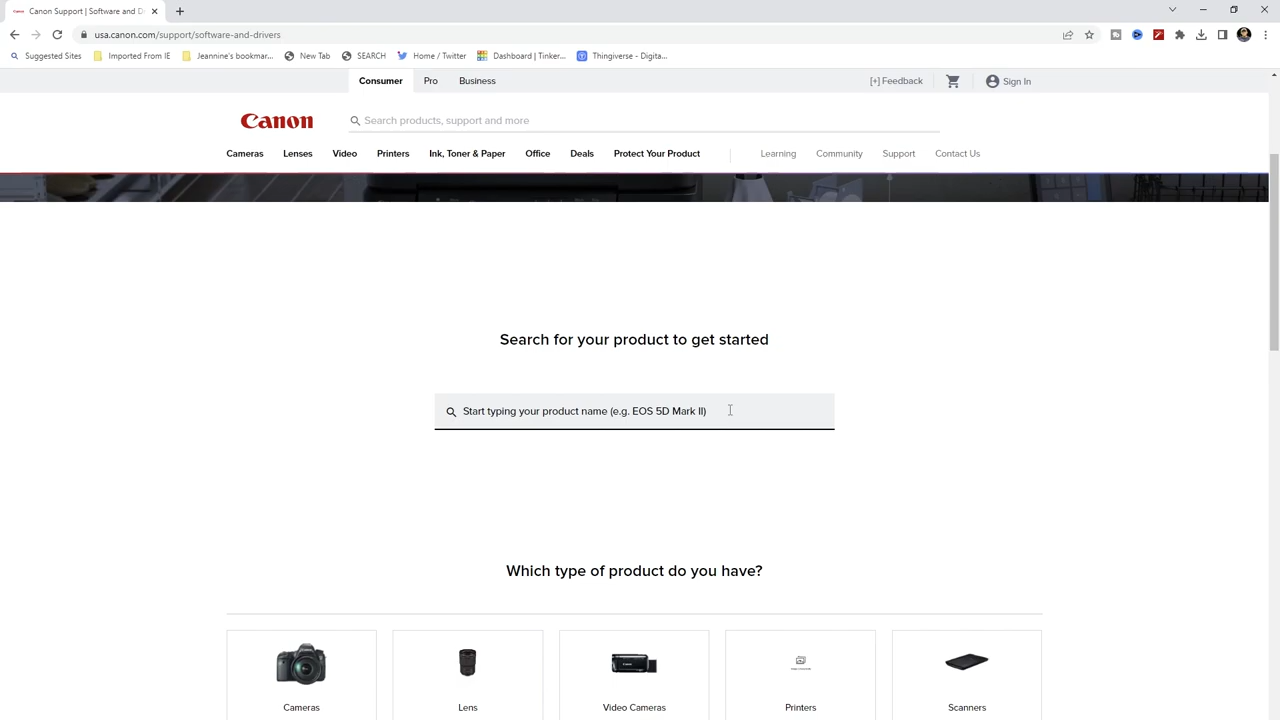 Canon Support | Software and D
usa.canon.com/support/software-and-drivers
Suggested Sites Imported From IE Jeannine's bookmar... New Tab SEARCH Home / Twitter Dashboard | Tinker... Thingiverse - Digita...
Consumer Pro Business [+] Feedback Sign In
Canon Search products, support and more
Cameras Lenses Video Printers Ink, Toner & Paper Office Deals Protect Your Product Learning Community Support Contact Us
Search for your product to get started
Start typing your product name (e.g. EOS 5D Mark II)
Which type of product do you have?
Cameras Lens Video Cameras Printers Scanners